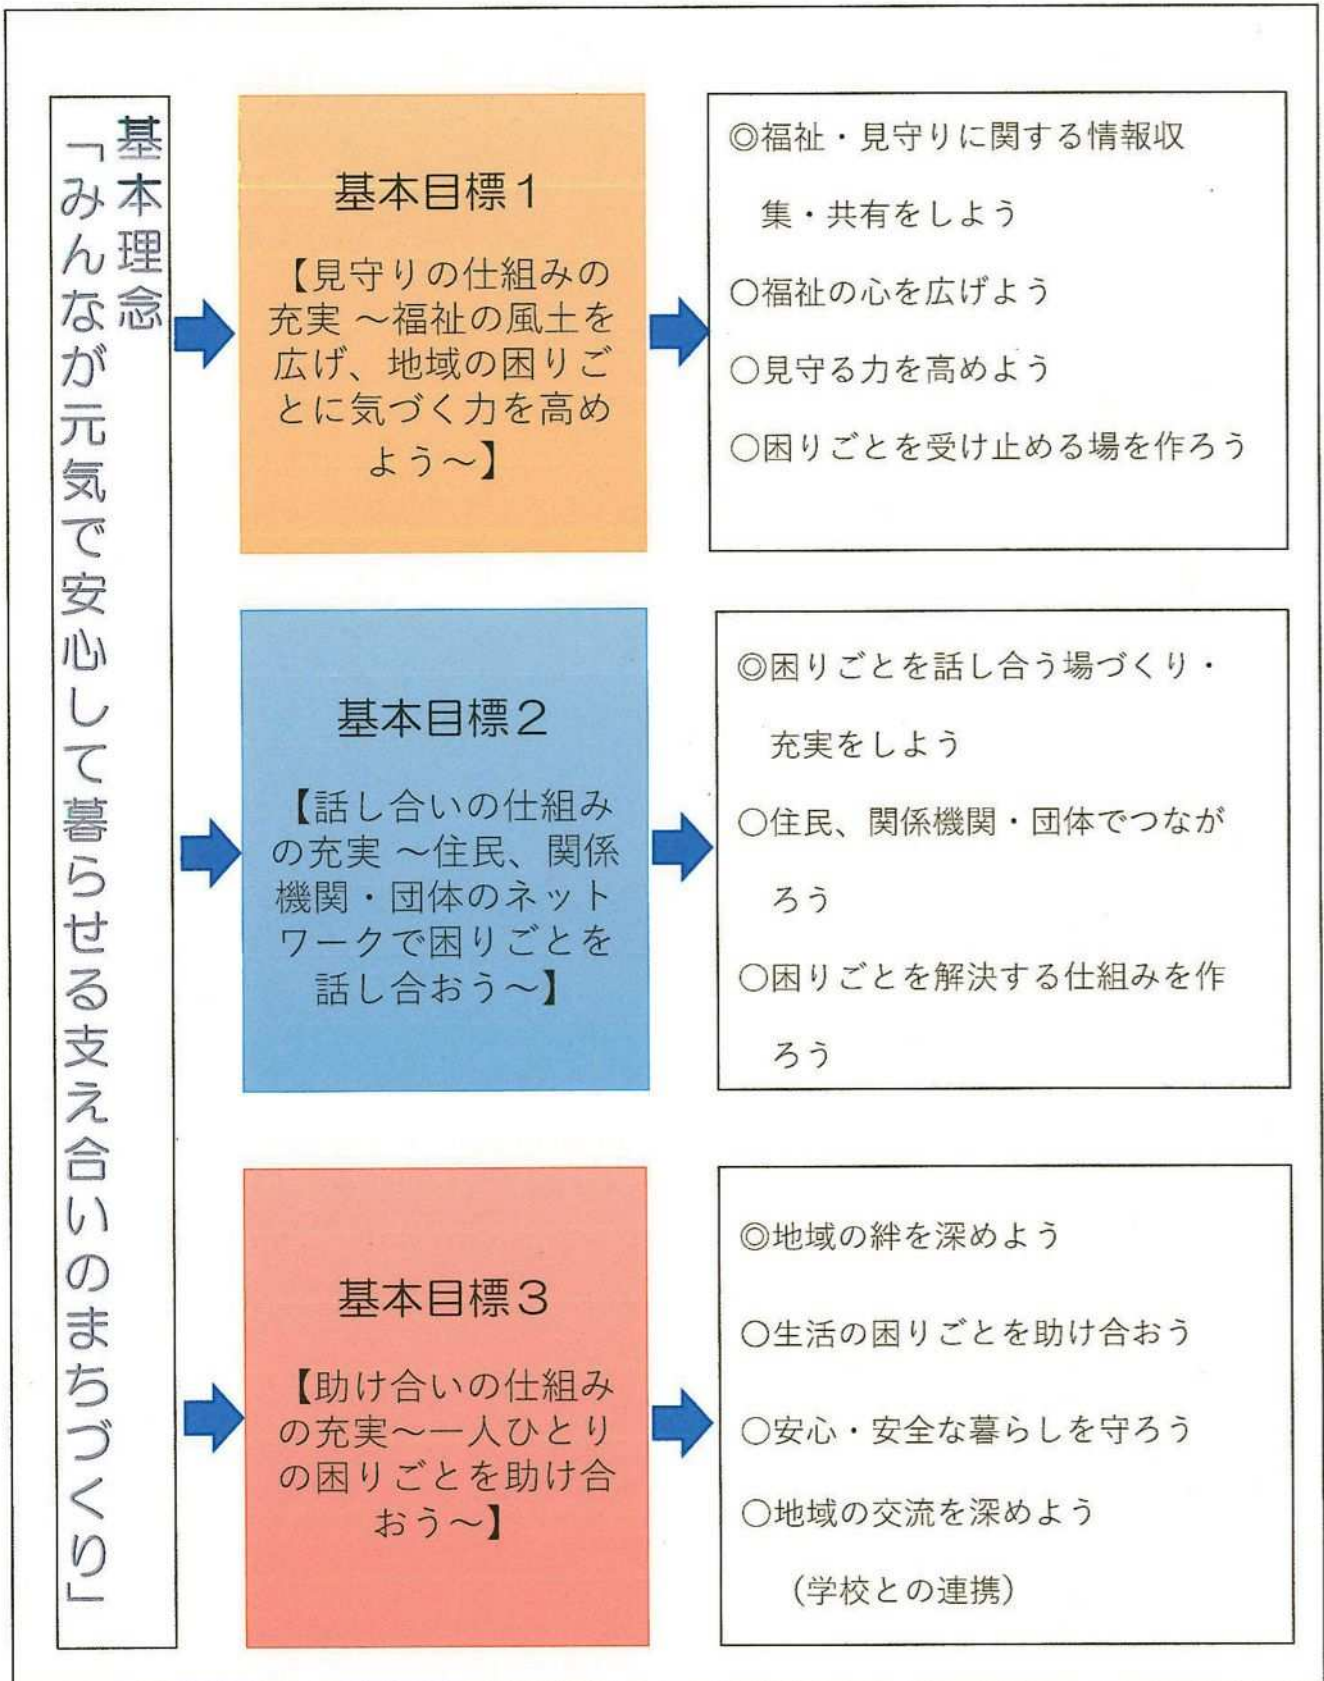 基本理念
「みんなが元気で安心して暮らせる支え合いのまちづくり」
基本目標1
【見守りの仕組みの
充実 ～福祉の風土を
広げ、地域の困りご
とに気づく力を高め
よう～】
◎福祉・見守りに関する情報収
集・共有をしよう
○福祉の心を広げよう
○見守る力を高めよう
○困りごとを受け止める場を作ろう
基本目標2
【話し合いの仕組み
の充実 ～住民、関係
機関・団体のネット
ワークで困りごとを
話し合おう～】
◎困りごとを話し合う場づくり・
充実をしよう
○住民、関係機関・団体でつなが
ろう
○困りごとを解決する仕組みを作
ろう
基本目標3
【助け合いの仕組み
の充実～一人ひとり
の困りごとを助け合
おう～】
◎地域の絆を深めよう
○生活の困りごとを助け合おう
○安心・安全な暮らしを守ろう
○地域の交流を深めよう
（学校との連携）